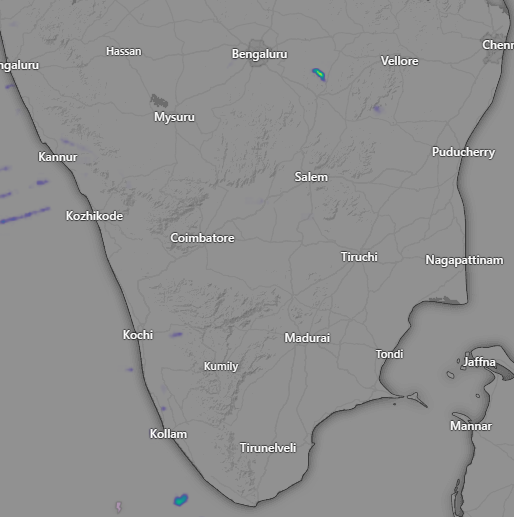 Hassan
Bengaluru
Chenn
Vellore
ngaluru
Mysuru
Puducherry
Kannur
Salem
Kozhikode
Coimbatore
Tiruchi
Nagapattinam
Kochi
Madurai
Tondi
Jaffna
Kumily
Mannar
Kollam
Tirunelveli